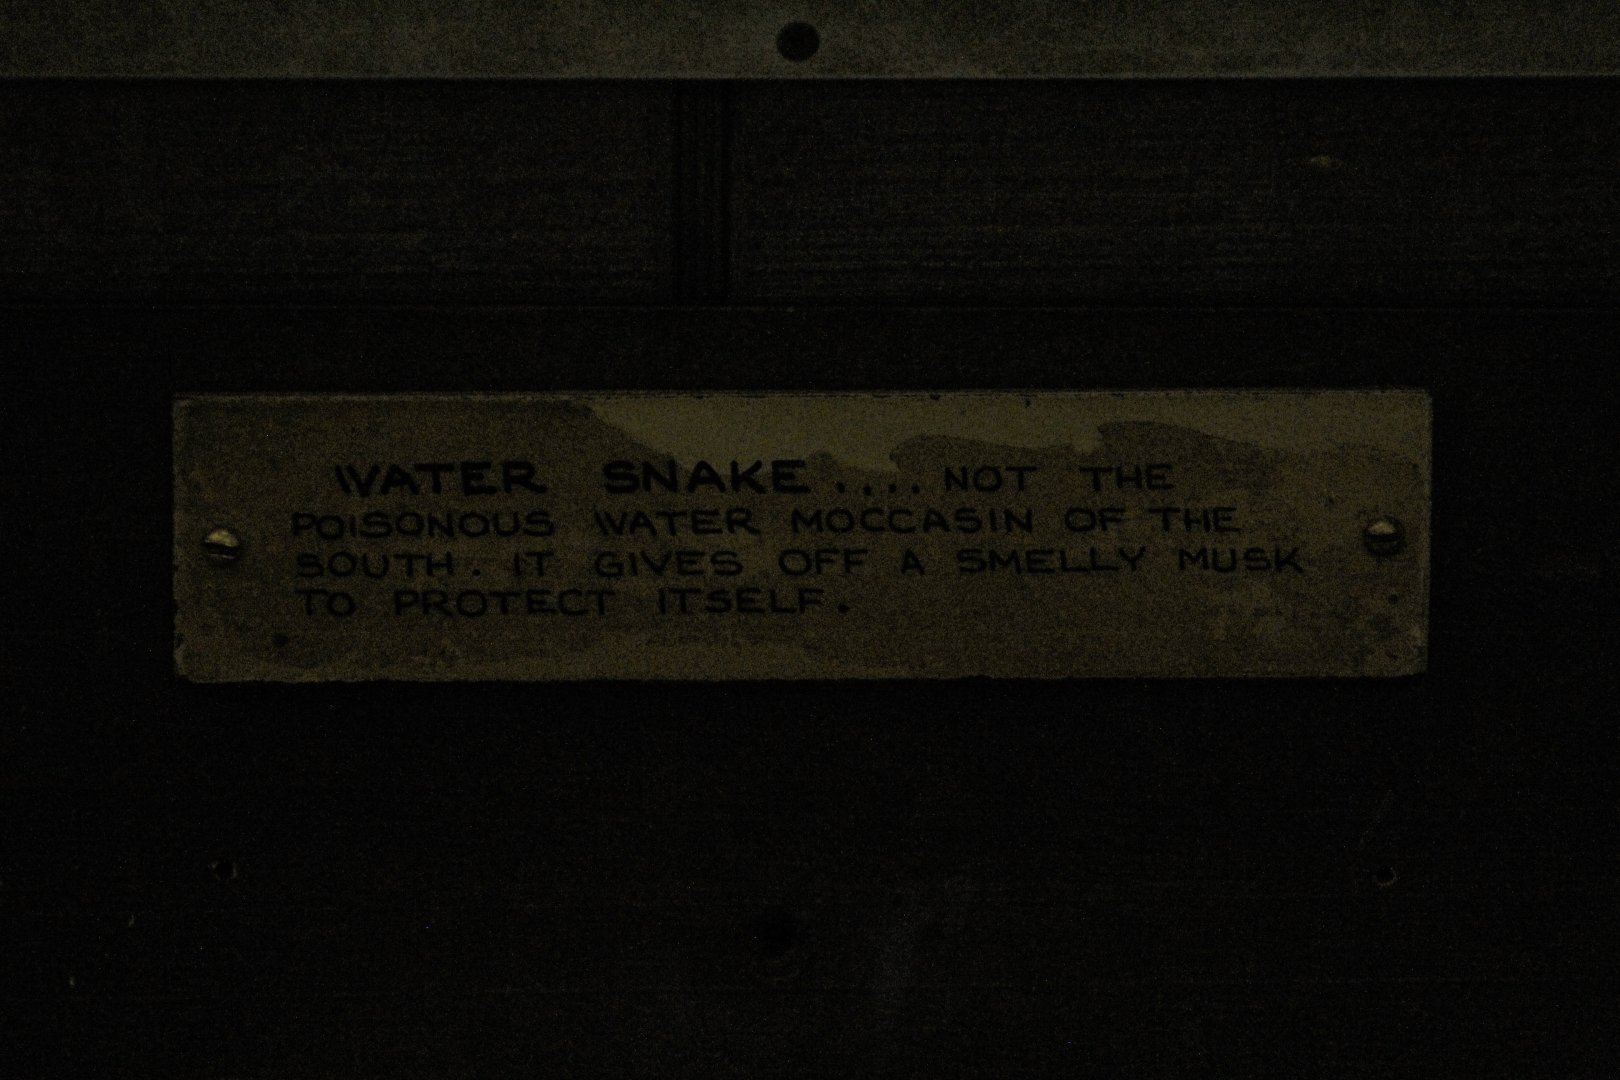 WATER SNAKE.... NOT THE
POISONOUS WATER MOCCASIN OF THE
SOUTH. IT GIVES OFF A SMELLY MUSK
TO PROTECT ITSELF.